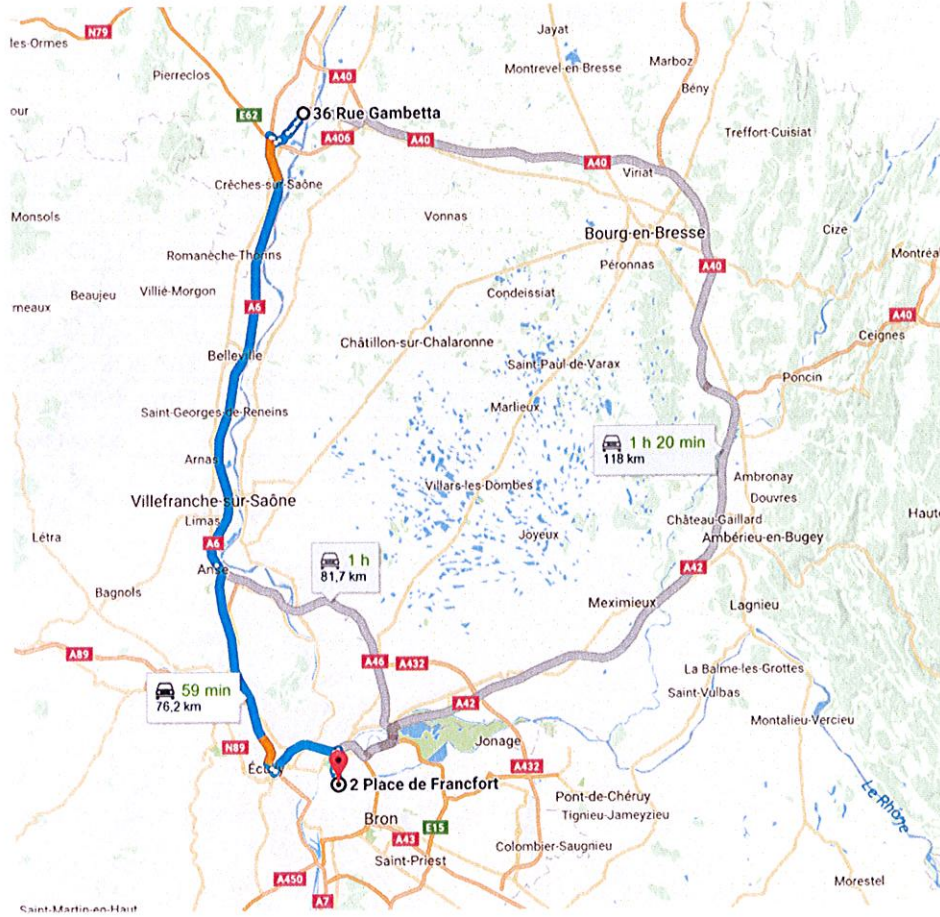 Jayat
N79
les-Ormes
Marboz
Montrevel-en-Bresse
Pierreclos
A40
Bény
our
E62
36 Rue Gambetta
Treffort-Cuisiat
A406
A40
A40
Viriat
Crêches-sur-Saône
Monsols
Vonnas
Bourg-en-Bresse
Cize
Romanèche-Thorins
Péronnas
A40
Montréa
Beaujeu
Villié-Morgon
Condeissiat
meaux
A6
A40
Ceignes
Châtillon-sur-Chalaronne
Belleville
Saint-Paul-de-Varax
Poncin
Saint-Georges-de-Reneins
Marlieux
1 h 20 min
118 km
Arnas
Ambronay
Villars-les-Dombes
Douvres
Villefranche-sur-Saône
Limas
Château-Gaillard
Haute
Létra
A6
Joyeux
Ambérieu-en-Bugey
1 h
81,7 km
Anse
A42
Bagnols
Meximieux
Lagnieu
A89
A46
A432
La Balme-les-Grottes
59 min
76,2 km
Saint-Vulbas
A42
Montalieu-Vercieu
N89
Jonage
Écully
A432
2 Place de Francfort
Pont-de-Chéruy
Le Rhône
Bron
E15
Tignieu-Jameyzieu
A43
Colombier-Saugnieu
Saint-Priest
A450
Morestel
A7
Saint-Martin-en-Haut